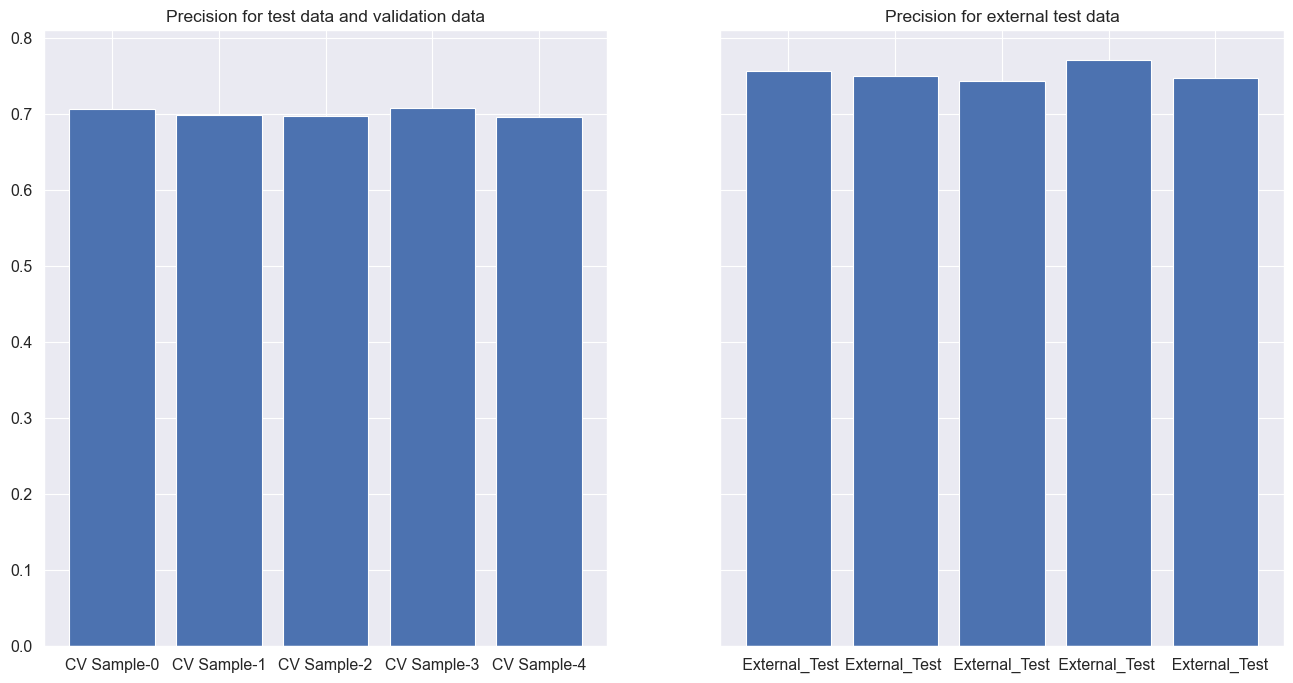 Precision for test data and validation data
0.8
0.7
0.6
0.5
0.4
0.3
0.2
0.1
0.0
CV Sample-0 CV Sample-1 CV Sample-2 CV Sample-3 CV Sample-4
Precision for external test data
External_Test External_Test External_Test External_Test External_Test